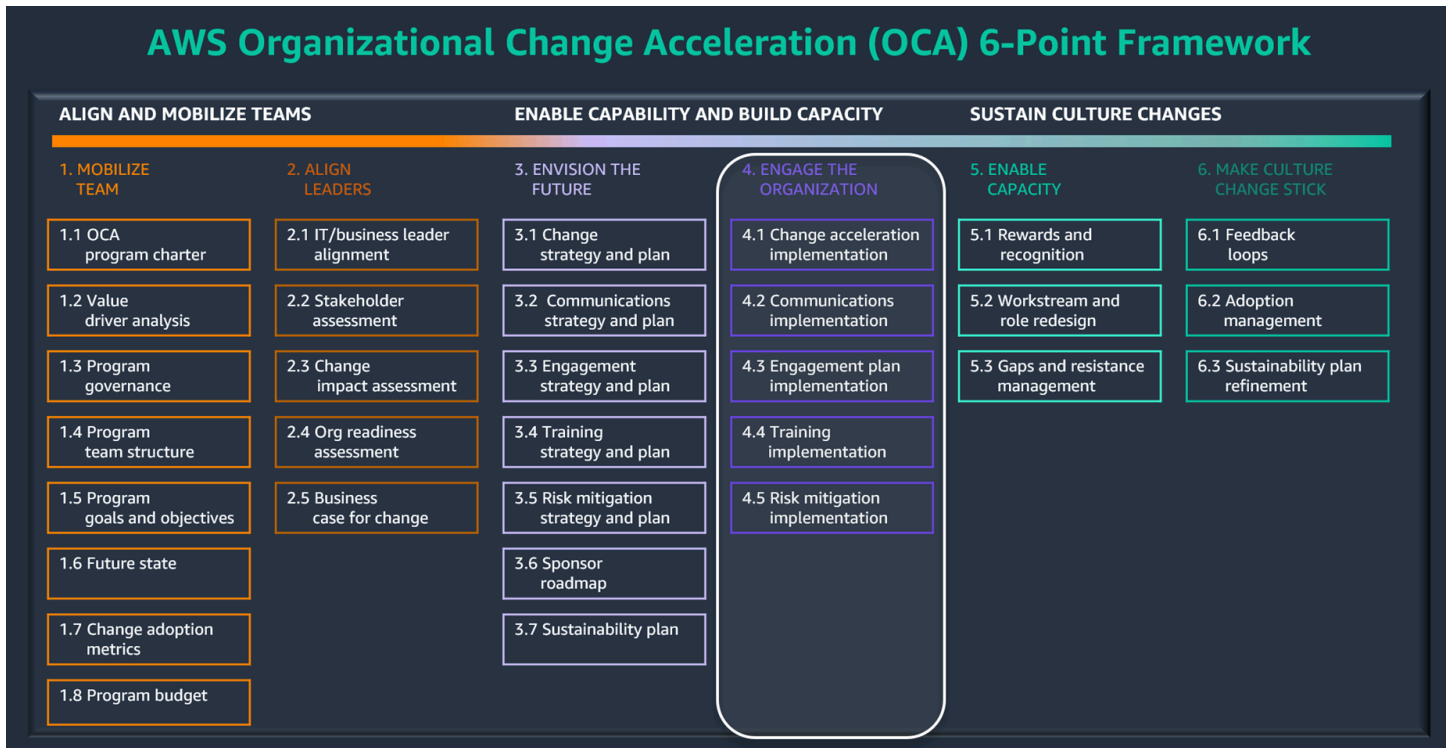 AWS Organizational Change Acceleration (OCA) 6-Point Framework
ALIGN AND MOBILIZE TEAMS
ENABLE CAPABILITY AND BUILD CAPACITY
SUSTAIN CULTURE CHANGES
1. MOBILIZE
TEAM
1.1 OCA
program charter
1.2 Value
driver analysis
1.3 Program
governance
1.4 Program
team structure
1.5 Program
goals and objectives
1.6 Future state
1.7 Change adoption
metrics
1.8 Program budget
2. ALIGN
LEADERS
2.1 IT/business leader
alignment
2.2 Stakeholder
assessment
2.3 Change
impact assessment
2.4 Org readiness
assessment
2.5 Business
case for change
3. ENVISION THE
FUTURE
3.1 Change
strategy and plan
3.2 Communications
strategy and plan
3.3 Engagement
strategy and plan
3.4 Training
strategy and plan
3.5 Risk mitigation
strategy and plan
3.6 Sponsor
roadmap
3.7 Sustainability plan
4. ENGAGE THE
ORGANIZATION
4.1 Change acceleration
implementation
4.2 Communications
implementation
4.3 Engagement plan
implementation
4.4 Training
implementation
4.5 Risk mitigation
implementation
5. ENABLE
CAPACITY
5.1 Rewards and
recognition
5.2 Workstream and
role redesign
5.3 Gaps and resistance
management
6. MAKE CULTURE
CHANGE STICK
6.1 Feedback
loops
6.2 Adoption
management
6.3 Sustainability plan
refinement